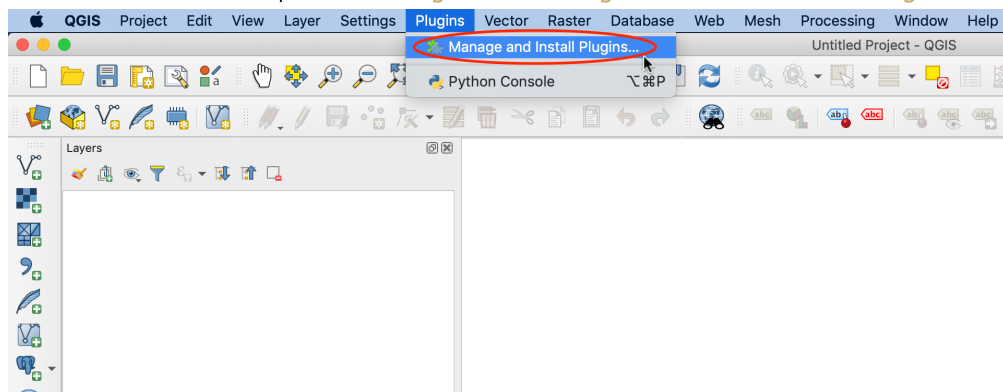 QGIS Project Edit View Layer Settings Plugins Vector Raster Database Web Mesh Processing Window Help
Manage and Install Plugins...
Untitled Project - QGIS
Python Console ⌥⌘P
a
abc abc abc abc abc abc
Layers